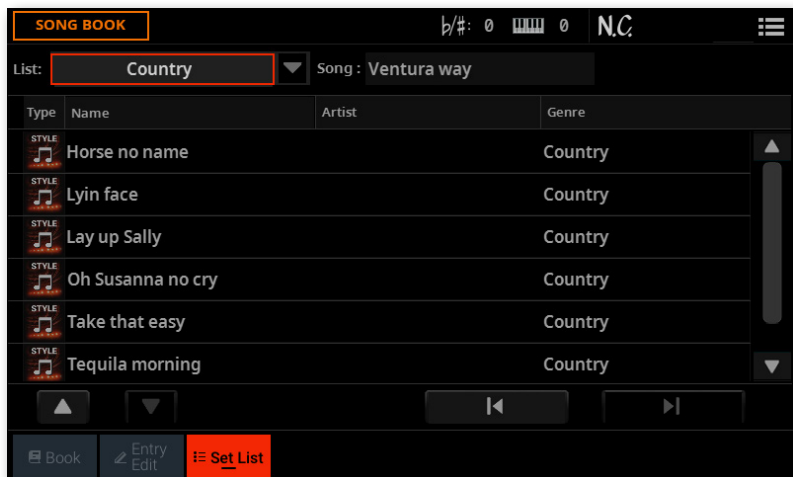 SONG BOOK b/#: 0 0 N.C.
List: Country Song : Ventura way
Type Name Artist Genre
STYLE Horse no name Country
STYLE Lyin face Country
STYLE Lay up Sally Country
STYLE Oh Susanna no cry Country
STYLE Take that easy Country
STYLE Tequila morning Country
Book Entry Edit Set List